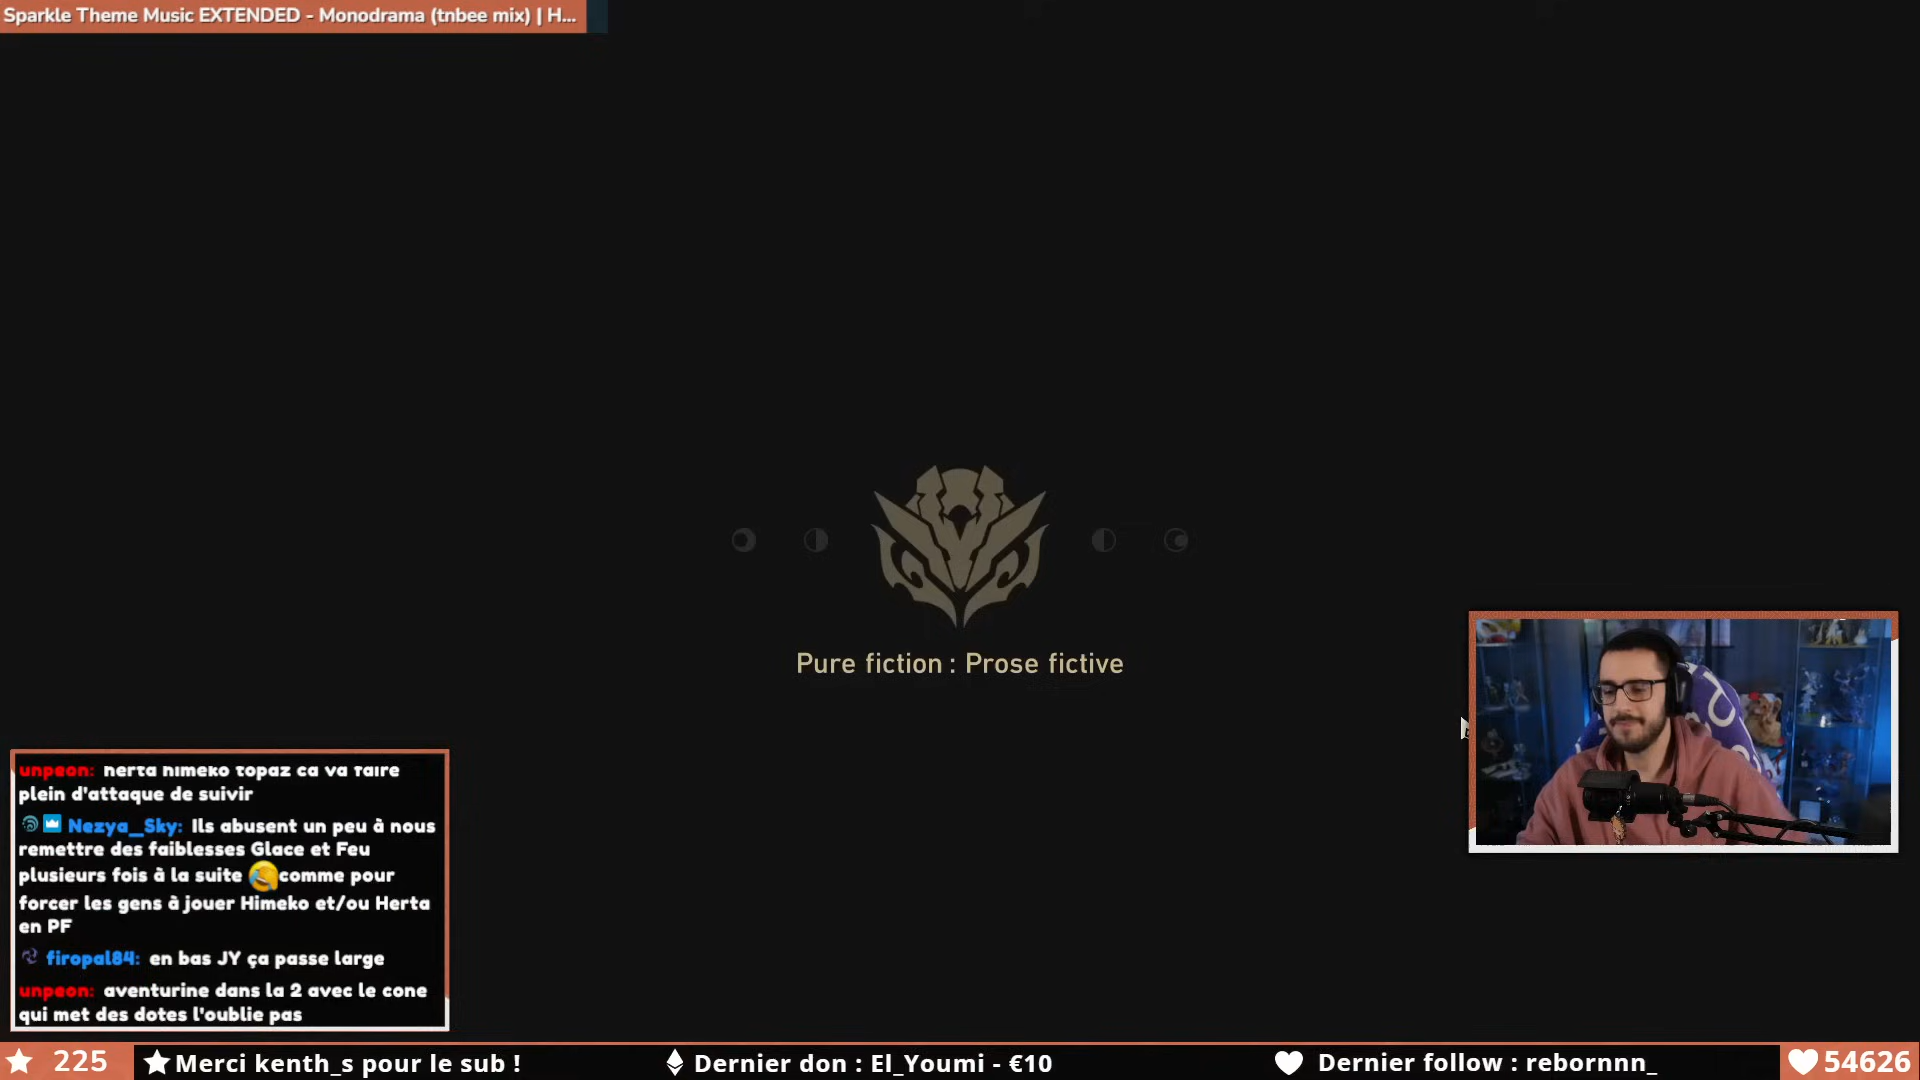 Sparkle Theme Music EXTENDED - Monodrama (tnbee mix) | H...
Pure fiction : Prose fictive
unpeon: herta himeko topaz ca va faire
plein d'attaque de suivir
Nezya_Sky: Ils abusent un peu à nous
remettre des faiblesses Glace et Feu
plusieurs fois à la suite comme pour
forcer les gens à jouer Himeko et/ou Herta
en PF
firopal84: en bas JY ça passe large
unpeon: aventurine dans la 2 avec le cone
qui met des dotes l'oublie pas
225
Merci kenth_s pour le sub !
Dernier don : El_Youmi - €10
Dernier follow : rebornnn_
54626